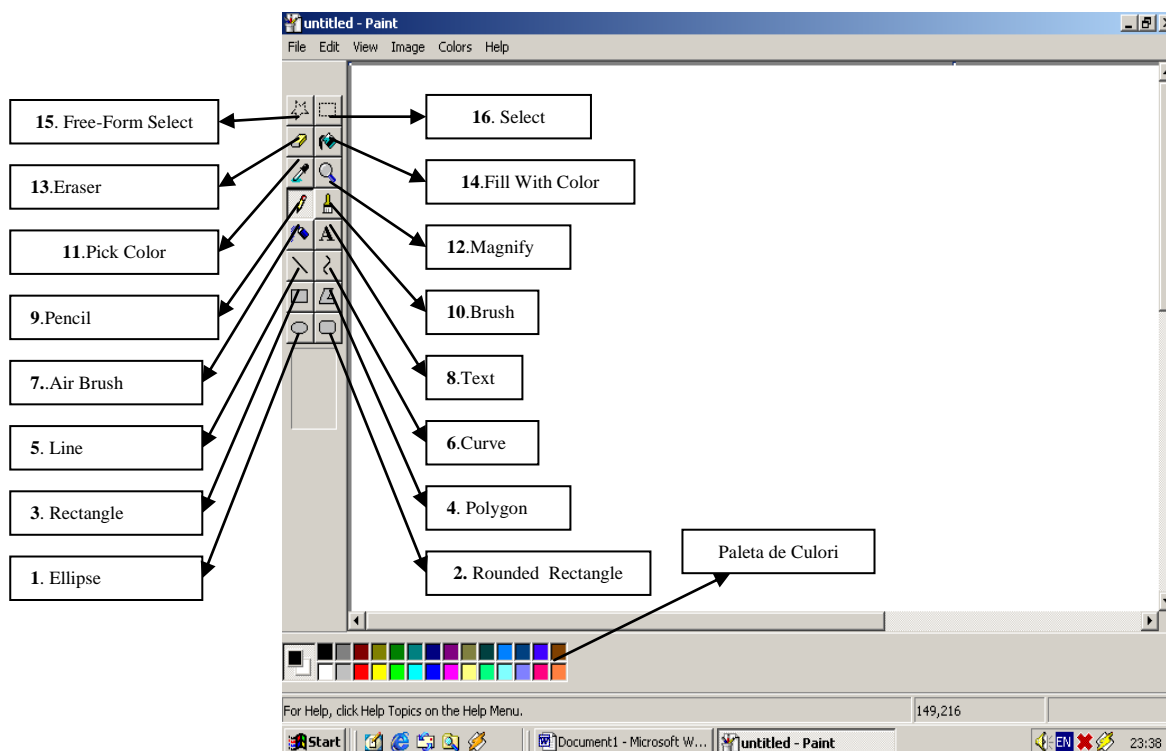 untitled - Paint
File Edit View Image Colors Help
15. Free-Form Select
16. Select
13.Eraser
14.Fill With Color
11.Pick Color
12.Magnify
9.Pencil
10.Brush
7..Air Brush
8.Text
5. Line
6.Curve
3. Rectangle
4. Polygon
Paleta de Culori
1. Ellipse
2. Rounded Rectangle
For Help, click Help Topics on the Help Menu.
149,216
Start
Document1 - Microsoft W...
untitled - Paint
EN
23:38